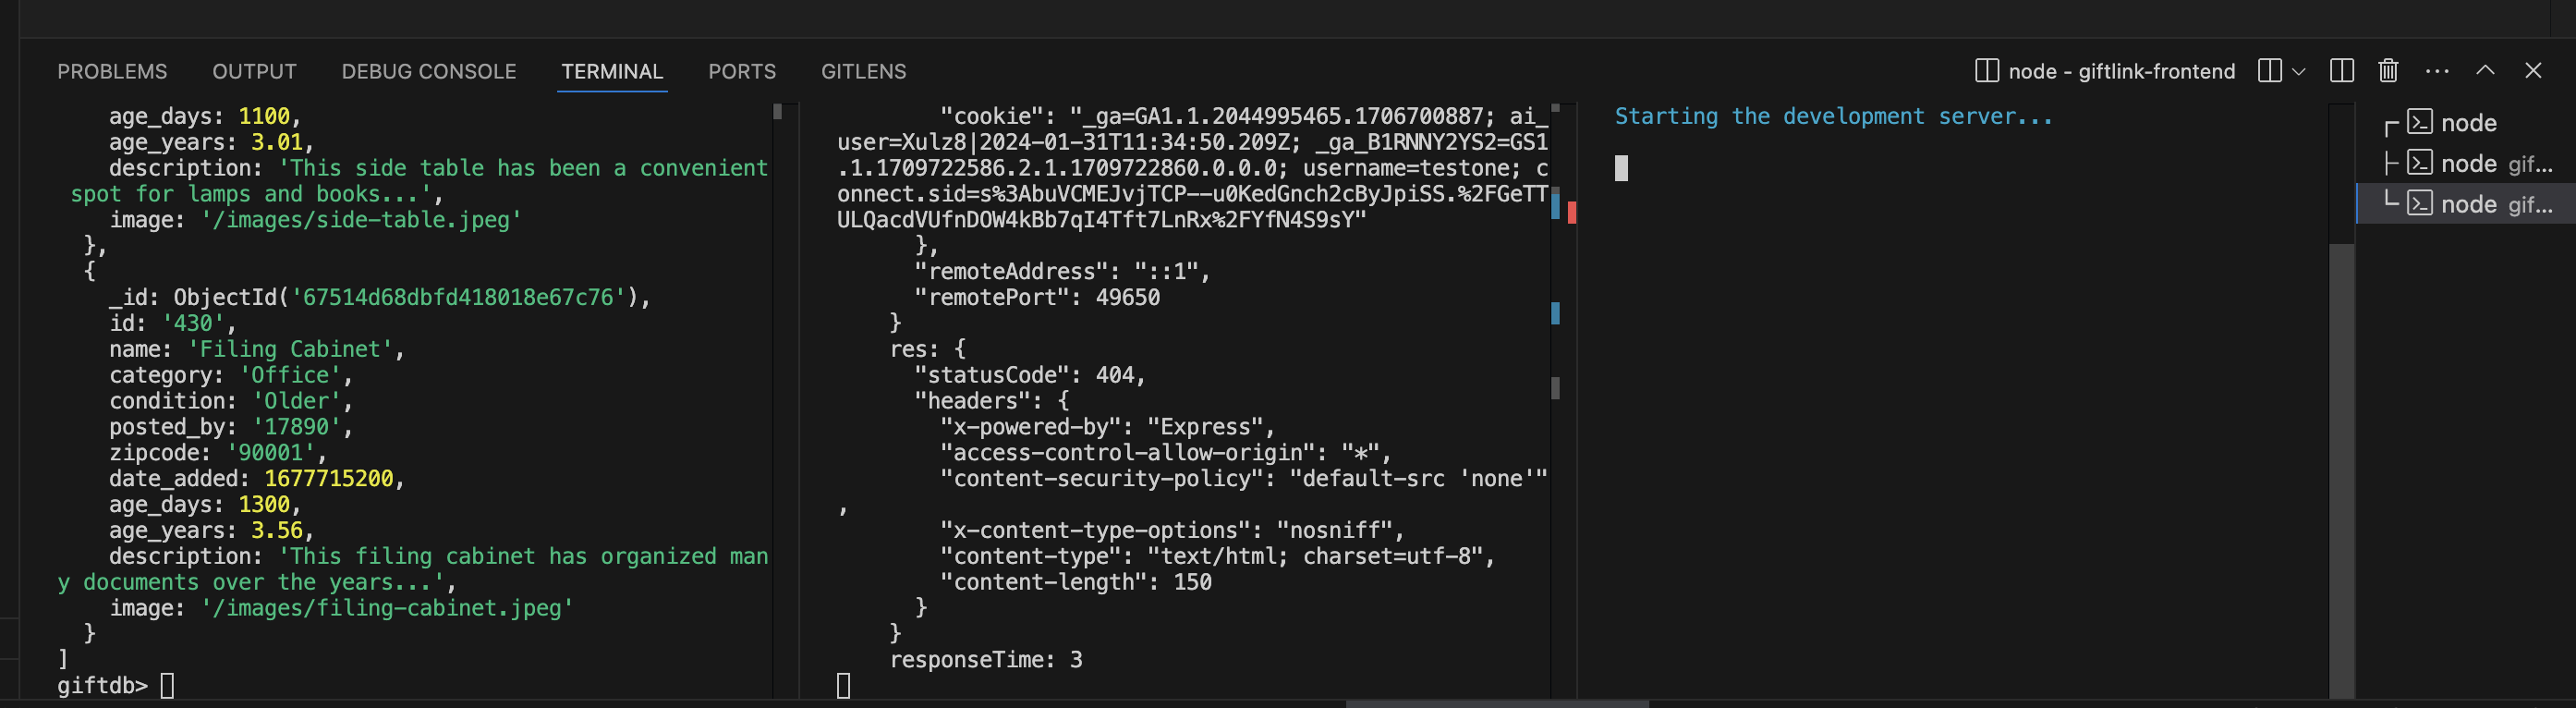 PROBLEMS OUTPUT DEBUG CONSOLE TERMINAL PORTS GITLENS
node - giftlink-frontend
age_days: 1100,
age_years: 3.01,
description: 'This side table has been a convenient
spot for lamps and books...',
image: '/images/side-table.jpeg'
},
{
_id: ObjectId('67514d68dbfd418018e67c76'),
id: '430',
name: 'Filing Cabinet',
category: 'Office',
condition: 'Older',
posted_by: '17890',
zipcode: '90001',
date_added: 1677715200,
age_days: 1300,
age_years: 3.56,
description: 'This filing cabinet has organized man
y documents over the years...',
image: '/images/filing-cabinet.jpeg'
}
]
giftdb>
"cookie": "_ga=GA1.1.2044995465.1706700887; ai_
user=Xulz8|2024-01-31T11:34:50.209Z; _ga_B1RNNY2YS2=GS1
.1.1709722586.2.1.1709722860.0.0.0; username=testone; c
onnect.sid=s%3AbuVCMEJvjTCP--u0KedGnch2cByJpiSS.%2FGeTT
ULQacdVUfnDOW4kBb7qI4Tft7LnRx%2FYfN4S9sY"
},
"remoteAddress": "::1",
"remotePort": 49650
}
res: {
"statusCode": 404,
"headers": {
"x-powered-by": "Express",
"access-control-allow-origin": "*",
"content-security-policy": "default-src 'none'"
,
"x-content-type-options": "nosniff",
"content-type": "text/html; charset=utf-8",
"content-length": 150
}
}
responseTime: 3
Starting the development server...
node
node gif...
node gif...